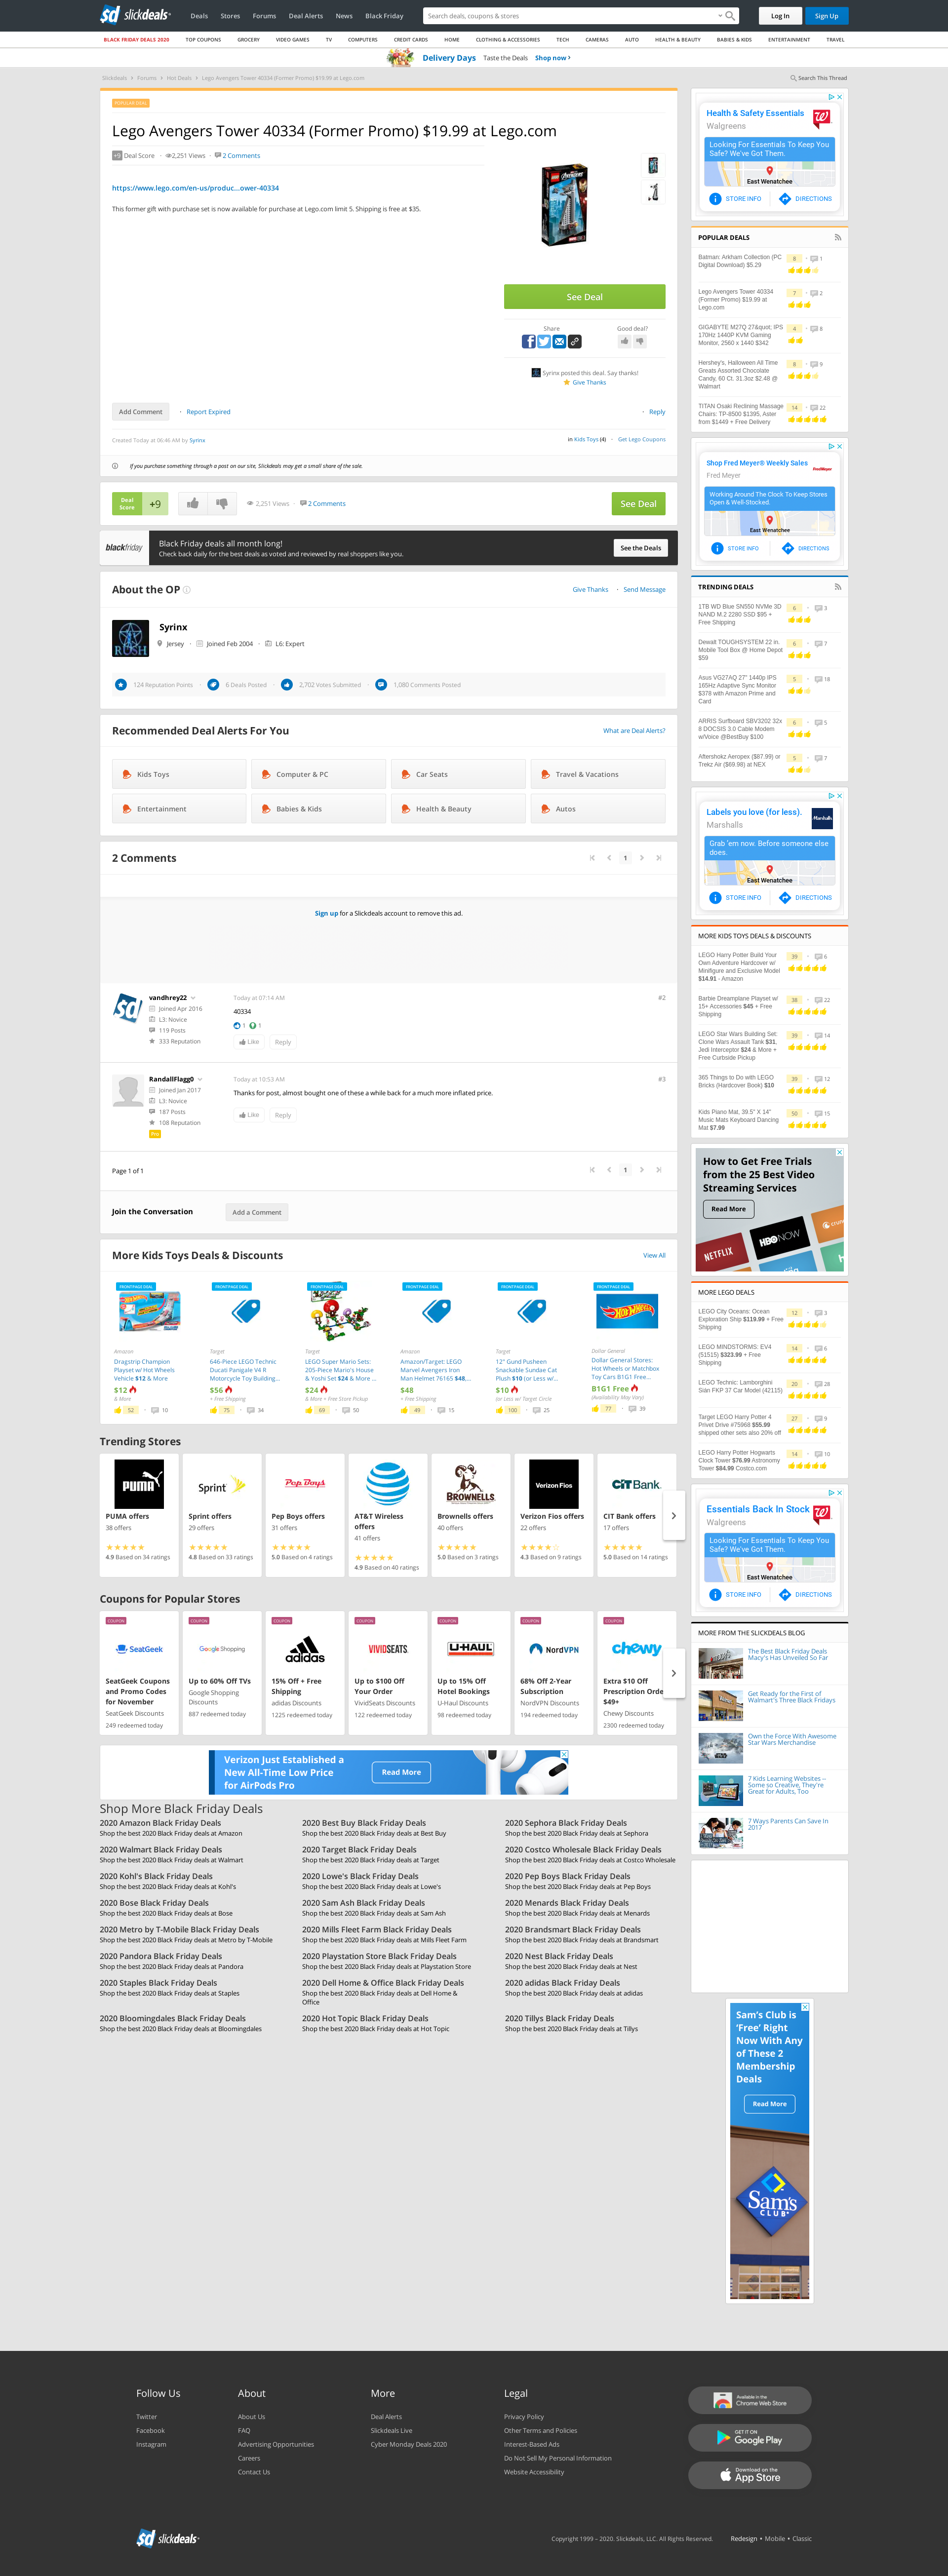 sd slickdeals
Deals Stores Forums Deal Alerts News Black Friday
Search deals, coupons & stores
Log In Sign Up
BLACK FRIDAY DEALS 2020 TOP COUPONS GROCERY VIDEO GAMES TV COMPUTERS CREDIT CARDS HOME CLOTHING & ACCESSORIES TECH CAMERAS AUTO HEALTH & BEAUTY BABIES & KIDS ENTERTAINMENT TRAVEL
Delivery Days Taste the Deals Shop now
Slickdeals Forums Hot Deals Lego Avengers Tower 40334 (Former Promo) $19.99 at Lego.com
Search This Thread
POPULAR DEAL
Lego Avengers Tower 40334 (Former Promo) $19.99 at Lego.com
+9 Deal Score 2,251 Views 2 Comments
https://www.lego.com/en-us/produc...ower-40334
This former gift with purchase set is now available for purchase at Lego.com limit 5. Shipping is free at $35.
See Deal
Share Good deal?
Syrinx posted this deal. Say thanks!
Give Thanks
Add Comment Report Expired Reply
Created Today at 06:46 AM by Syrinx
in Kids Toys (4) Get Lego Coupons
If you purchase something through a post on our site, Slickdeals may get a small share of the sale.
Deal Score +9 2,251 Views 2 Comments See Deal
blackfriday
Black Friday deals all month long!
Check back daily for the best deals as voted and reviewed by real shoppers like you.
See the Deals
About the OP
Give Thanks Send Message
RUSH
Syrinx
Jersey Joined Feb 2004 L6: Expert
124 Reputation Points 6 Deals Posted 2,702 Votes Submitted 1,080 Comments Posted
Recommended Deal Alerts For You
What are Deal Alerts?
Kids Toys Computer & PC Car Seats Travel & Vacations
Entertainment Babies & Kids Health & Beauty Autos
2 Comments
1
Sign up for a Slickdeals account to remove this ad.
vandhrey22
Joined Apr 2016
L3: Novice
119 Posts
333 Reputation
Today at 07:14 AM #2
40334
1 1
Like Reply
RandallFlagg0
Joined Jan 2017
L3: Novice
187 Posts
108 Reputation
Pro
Today at 10:53 AM #3
Thanks for post, almost bought one of these a while back for a much more inflated price.
Like Reply
Page 1 of 1
1
Join the Conversation Add a Comment
More Kids Toys Deals & Discounts View All
FRONTPAGE DEAL
Amazon
Dragstrip Champion Playset w/ Hot Wheels Vehicle $12 & More
$12
& More
52 10
FRONTPAGE DEAL
Target
646-Piece LEGO Technic Ducati Panigale V4 R Motorcycle Toy Building...
$56
+ Free Shipping
75 34
FRONTPAGE DEAL
Target
LEGO Super Mario Sets: 205-Piece Mario's House & Yoshi Set $24 & More ...
$24
& More + Free Store Pickup
69 50
FRONTPAGE DEAL
Amazon
Amazon/Target: LEGO Marvel Avengers Iron Man Helmet 76165 $48,...
$48
+ Free Shipping
49 15
FRONTPAGE DEAL
Target
12" Gund Pusheen Snackable Sundae Cat Plush $10 (or Less w/...
$10
or Less w/ Target Circle
100 25
FRONTPAGE DEAL
Hot Wheels
Dollar General
Dollar General Stores: Hot Wheels or Matchbox Toy Cars B1G1 Free...
B1G1 Free
(Availability May Vary)
77 39
Trending Stores
PUMA
PUMA offers
38 offers
4.9 Based on 34 ratings
Sprint
Sprint offers
29 offers
4.8 Based on 33 ratings
Pep Boys
Pep Boys offers
31 offers
5.0 Based on 4 ratings
AT&T Wireless offers
41 offers
4.9 Based on 40 ratings
BROWNELLS
Brownells offers
40 offers
5.0 Based on 3 ratings
Verizon Fios
Verizon Fios offers
22 offers
4.3 Based on 9 ratings
CIT Bank
CIT Bank offers
17 offers
5.0 Based on 14 ratings
Coupons for Popular Stores
COUPON
SeatGeek
SeatGeek Coupons and Promo Codes for November
SeatGeek Discounts
249 redeemed today
COUPON
Google Shopping
Up to 60% Off TVs
Google Shopping Discounts
887 redeemed today
COUPON
adidas
15% Off + Free Shipping
adidas Discounts
1225 redeemed today
COUPON
VIVIDSEATS
Up to $100 Off Your Order
VividSeats Discounts
122 redeemed today
COUPON
U-HAUL
Up to 15% Off Hotel Bookings
U-Haul Discounts
98 redeemed today
COUPON
NordVPN
68% Off 2-Year Subscription
NordVPN Discounts
194 redeemed today
COUPON
chewy
Extra $10 Off Prescription Orde $49+
Chewy Discounts
2300 redeemed today
Verizon Just Established a New All-Time Low Price for AirPods Pro
Read More
Shop More Black Friday Deals
2020 Amazon Black Friday Deals
Shop the best 2020 Black Friday deals at Amazon
2020 Best Buy Black Friday Deals
Shop the best 2020 Black Friday deals at Best Buy
2020 Sephora Black Friday Deals
Shop the best 2020 Black Friday deals at Sephora
2020 Walmart Black Friday Deals
Shop the best 2020 Black Friday deals at Walmart
2020 Target Black Friday Deals
Shop the best 2020 Black Friday deals at Target
2020 Costco Wholesale Black Friday Deals
Shop the best 2020 Black Friday deals at Costco Wholesale
2020 Kohl's Black Friday Deals
Shop the best 2020 Black Friday deals at Kohl's
2020 Lowe's Black Friday Deals
Shop the best 2020 Black Friday deals at Lowe's
2020 Pep Boys Black Friday Deals
Shop the best 2020 Black Friday deals at Pep Boys
2020 Bose Black Friday Deals
Shop the best 2020 Black Friday deals at Bose
2020 Sam Ash Black Friday Deals
Shop the best 2020 Black Friday deals at Sam Ash
2020 Menards Black Friday Deals
Shop the best 2020 Black Friday deals at Menards
2020 Metro by T-Mobile Black Friday Deals
Shop the best 2020 Black Friday deals at Metro by T-Mobile
2020 Mills Fleet Farm Black Friday Deals
Shop the best 2020 Black Friday deals at Mills Fleet Farm
2020 Brandsmart Black Friday Deals
Shop the best 2020 Black Friday deals at Brandsmart
2020 Pandora Black Friday Deals
Shop the best 2020 Black Friday deals at Pandora
2020 Playstation Store Black Friday Deals
Shop the best 2020 Black Friday deals at Playstation Store
2020 Nest Black Friday Deals
Shop the best 2020 Black Friday deals at Nest
2020 Staples Black Friday Deals
Shop the best 2020 Black Friday deals at Staples
2020 Dell Home & Office Black Friday Deals
Shop the best 2020 Black Friday deals at Dell Home & Office
2020 adidas Black Friday Deals
Shop the best 2020 Black Friday deals at adidas
2020 Bloomingdales Black Friday Deals
Shop the best 2020 Black Friday deals at Bloomingdales
2020 Hot Topic Black Friday Deals
Shop the best 2020 Black Friday deals at Hot Topic
2020 Tillys Black Friday Deals
Shop the best 2020 Black Friday deals at Tillys
Health & Safety Essentials
Walgreens
Looking For Essentials To Keep You Safe? We've Got Them.
East Wenatchee
STORE INFO DIRECTIONS
POPULAR DEALS
Batman: Arkham Collection (PC Digital Download) $5.29 8 1
Lego Avengers Tower 40334 (Former Promo) $19.99 at Lego.com 7 2
GIGABYTE M27Q 27&quot; IPS 170Hz 1440P KVM Gaming Monitor, 2560 x 1440 $342 4 8
Hershey's, Halloween All Time Greats Assorted Chocolate Candy, 60 Ct, 31.3oz $2.48 @ Walmart 8 9
TITAN Osaki Reclining Massage Chairs: TP-8500 $1395, Aster from $1449 + Free Delivery 14 22
Shop Fred Meyer® Weekly Sales
Fred Meyer
Working Around The Clock To Keep Stores Open & Well-Stocked.
East Wenatchee
STORE INFO DIRECTIONS
TRENDING DEALS
1TB WD Blue SN550 NVMe 3D NAND M.2 2280 SSD $95 + Free Shipping 6 3
Dewalt TOUGHSYSTEM 22 in. Mobile Tool Box @ Home Depot $59 6 7
Asus VG27AQ 27" 1440p IPS 165Hz Adaptive Sync Monitor $378 with Amazon Prime and Card 5 18
ARRIS Surfboard SBV3202 32x 8 DOCSIS 3.0 Cable Modem w/Voice @BestBuy $100 6 5
Aftershokz Aeropex ($87.99) or Trekz Air ($69.98) at NEX 5 7
Labels you love (for less).
Marshalls
Grab 'em now. Before someone else does.
East Wenatchee
STORE INFO DIRECTIONS
MORE KIDS TOYS DEALS & DISCOUNTS
LEGO Harry Potter Build Your Own Adventure Hardcover w/ Minifigure and Exclusive Model $14.91 - Amazon 39 6
Barbie Dreamplane Playset w/ 15+ Accessories $45 + Free Shipping 38 22
LEGO Star Wars Building Set: Clone Wars Assault Tank $31, Jedi Interceptor $24 & More + Free Curbside Pickup 39 14
365 Things to Do with LEGO Bricks (Hardcover Book) $10 39 12
Kids Piano Mat, 39.5" X 14" Music Mats Keyboard Dancing Mat $7.99 50 15
How to Get Free Trials from the 25 Best Video Streaming Services
Read More
NETFLIX HBO NOW
MORE LEGO DEALS
LEGO City Oceans: Ocean Exploration Ship $119.99 + Free Shipping 12 3
LEGO MINDSTORMS: EV4 (51515) $323.99 + Free Shipping 14 6
LEGO Technic: Lamborghini Sián FKP 37 Car Model (42115) 20 28
Target LEGO Harry Potter 4 Privet Drive #75968 $55.99 shipped other sets also 20% off 27 9
LEGO Harry Potter Hogwarts Clock Tower $76.99 Astronomy Tower $84.99 Costco.com 14 10
Essentials Back In Stock
Walgreens
Looking For Essentials To Keep You Safe? We've Got Them.
East Wenatchee
STORE INFO DIRECTIONS
MORE FROM THE SLICKDEALS BLOG
The Best Black Friday Deals Macy's Has Unveiled So Far
Get Ready for the First of Walmart's Three Black Fridays
Own the Force With Awesome Star Wars Merchandise
7 Kids Learning Websites – Some so Creative, They're Great for Adults, Too
7 Ways Parents Can Save In 2017
Sam's Club is 'Free' Right Now With Any of These 2 Membership Deals
Read More
Sam's CLUB
Follow Us
Twitter
Facebook
Instagram
About
About Us
FAQ
Advertising Opportunities
Careers
Contact Us
More
Deal Alerts
Slickdeals Live
Cyber Monday Deals 2020
Legal
Privacy Policy
Other Terms and Policies
Interest-Based Ads
Do Not Sell My Personal Information
Website Accessibility
Available in the Chrome Web Store
GET IT ON Google Play
Download on the App Store
sd slickdeals
Copyright 1999 – 2020. Slickdeals, LLC. All Rights Reserved. Redesign • Mobile • Classic